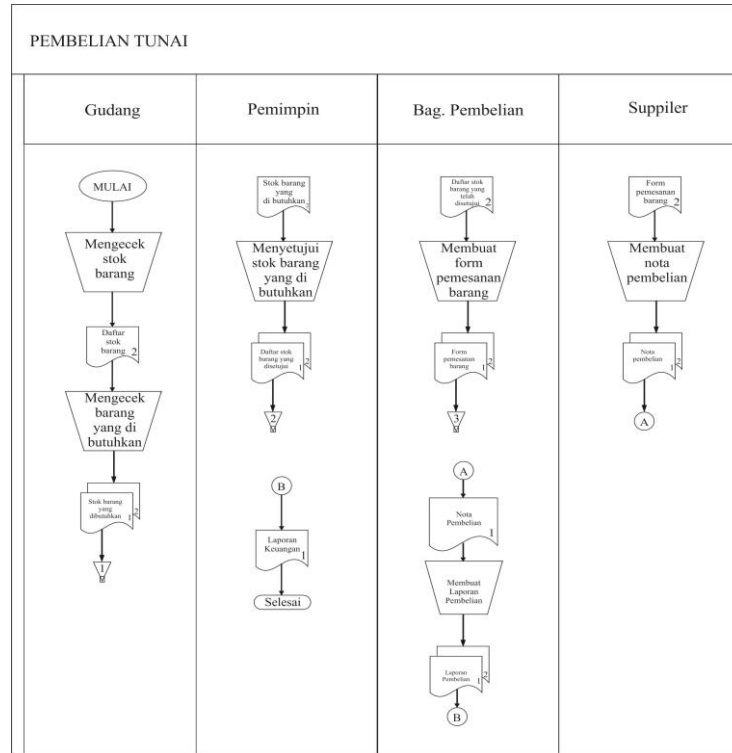 PEMBELIAN TUNAI
Gudang
Pemimpin
Bag. Pembelian
Suppiler
MULAI
Mengecek
stok
barang
Daftar
stok
barang
2
Mengecek
barang
yang di
butuhkan
Stok barang
yang
dibutuhkan
1
2
1
Stok barang
yang
di butuhkan
2
Menyetujui
stok barang
yang di
butuhkan
Daftar stok
barang yang
disetujui
1
2
2
B
Laporan
Keuangan
1
Selesai
Daftar stok
barang yang
telah
disetujui
2
Membuat
form
pemesanan
barang
Form
pemesanan
barang
1
2
3
A
Nota
Pembelian
1
Membuat
Laporan
Pembelian
Laporan
Pembelian
1
2
B
Form
pemesanan
barang
2
Membuat
nota
pembelian
Nota
pembelian
1
2
A